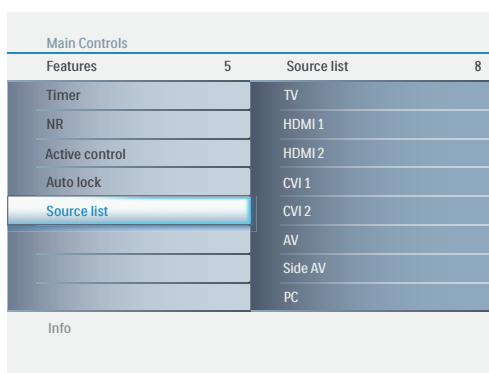 Main Controls
Features 5 Source list 8
Timer TV
NR HDMI 1
Active control HDMI 2
Auto lock CVI 1
Source list CVI 2
AV
Side AV
PC
Info